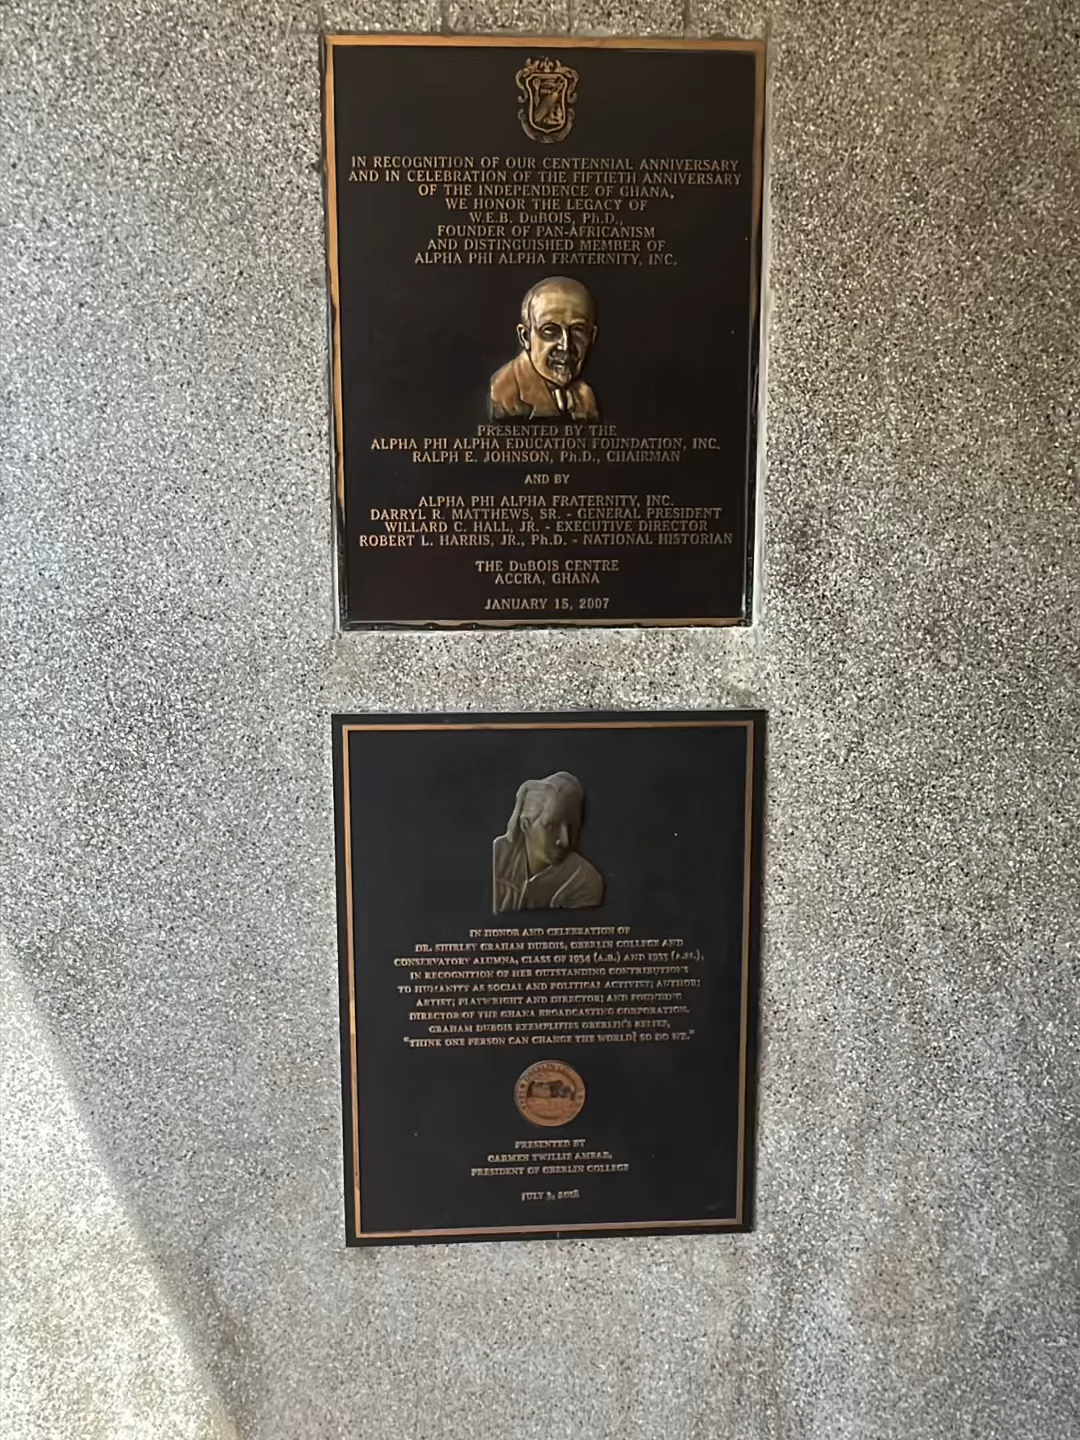 IN RECOGNITION OF OUR CENTENNIAL ANNIVERSARY
AND IN CELEBRATION OF THE FIFTIETH ANNIVERSARY
OF THE INDEPENDENCE OF GHANA,
WE HONOR THE LEGACY OF
W.E.B. DuBOIS, Ph.D.,
FOUNDER OF PAN-AFRICANISM
AND DISTINGUISHED MEMBER OF
ALPHA PHI ALPHA FRATERNITY, INC.
PRESENTED BY THE
ALPHA PHI ALPHA EDUCATION FOUNDATION, INC.
RALPH E. JOHNSON, Ph.D., CHAIRMAN
AND BY
ALPHA PHI ALPHA FRATERNITY, INC.
DARRYL R. MATTHEWS, SR. - GENERAL PRESIDENT
WILLARD C. HALL, JR. - EXECUTIVE DIRECTOR
ROBERT L. HARRIS, JR., Ph.D. - NATIONAL HISTORIAN
THE DuBOIS CENTRE
ACCRA, GHANA
JANUARY 15, 2007
IN HONOR AND CELEBRATION OF
DR. SHIRLEY GRAHAM DUBOIS, OBERLIN COLLEGE AND
CONSERVATORY ALUMNA, CLASS OF 1934 (A.B.) AND 1935 (A.M.),
IN RECOGNITION OF HER OUTSTANDING CONTRIBUTIONS
TO HUMANITY AS SOCIAL AND POLITICAL ACTIVIST; AUTHOR;
ARTIST; PLAYWRIGHT AND DIRECTOR; AND FOUNDING
DIRECTOR OF THE GHANA BROADCASTING CORPORATION.
GRAHAM DUBOIS EXEMPLIFIES OBERLIN'S BELIEF,
"THINK ONE PERSON CAN CHANGE THE WORLD? SO DO WE."
PRESENTED BY
CARMEN TWILLIE AMBAR,
PRESIDENT OF OBERLIN COLLEGE
JULY 3, 2018